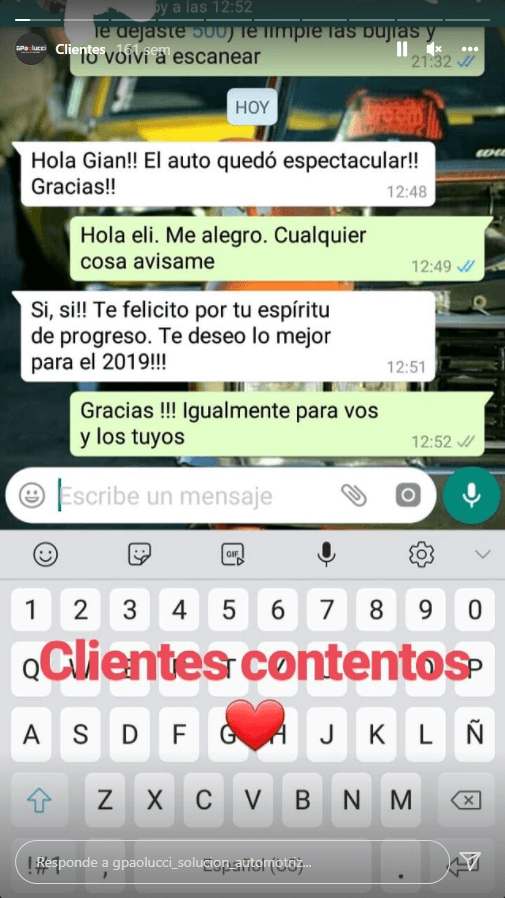 oy a las 12:52
le dejaste 500) le limpie las bujias y
lo volvi a escanear
21:32
GPaolucci
Clientes 161 sem
HOY
Hola Gian!! El auto quedó espectacular!!
Gracias!!
12:48
Hola eli. Me alegro. Cualquier
cosa avisame
12:49
Si, si!! Te felicito por tu espíritu
de progreso. Te deseo lo mejor
para el 2019!!!
12:51
Gracias !!! Igualmente para vos
y los tuyos
12:52
Escribe un mensaje
GIF
1 2 3 4 5 6 7 8 9 0
Q P
Clientes contentos
A S D F G H J K L Ñ
Z X C V B N M
!#1 , Español (US) .
Responde a gpaolucci_solucion_automotriz...